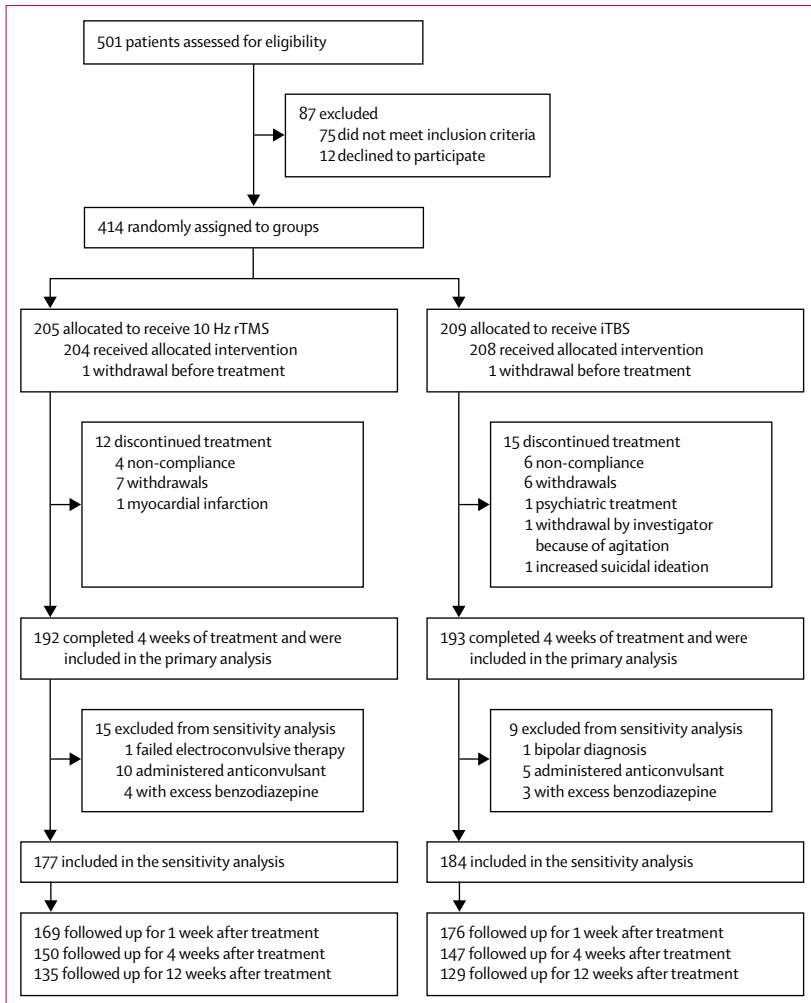 501 patients assessed for eligibility
87 excluded
75 did not meet inclusion criteria
12 declined to participate
414 randomly assigned to groups
205 allocated to receive 10 Hz rTMS
204 received allocated intervention
1 withdrawal before treatment
209 allocated to receive iTBS
208 received allocated intervention
1 withdrawal before treatment
12 discontinued treatment
4 non-compliance
7 withdrawals
1 myocardial infarction
15 discontinued treatment
6 non-compliance
6 withdrawals
1 psychiatric treatment
1 withdrawal by investigator
because of agitation
1 increased suicidal ideation
192 completed 4 weeks of treatment and were
included in the primary analysis
193 completed 4 weeks of treatment and were
included in the primary analysis
15 excluded from sensitivity analysis
1 failed electroconvulsive therapy
10 administered anticonvulsant
4 with excess benzodiazepine
9 excluded from sensitivity analysis
1 bipolar diagnosis
5 administered anticonvulsant
3 with excess benzodiazepine
177 included in the sensitivity analysis
184 included in the sensitivity analysis
169 followed up for 1 week after treatment
150 followed up for 4 weeks after treatment
135 followed up for 12 weeks after treatment
176 followed up for 1 week after treatment
147 followed up for 4 weeks after treatment
129 followed up for 12 weeks after treatment